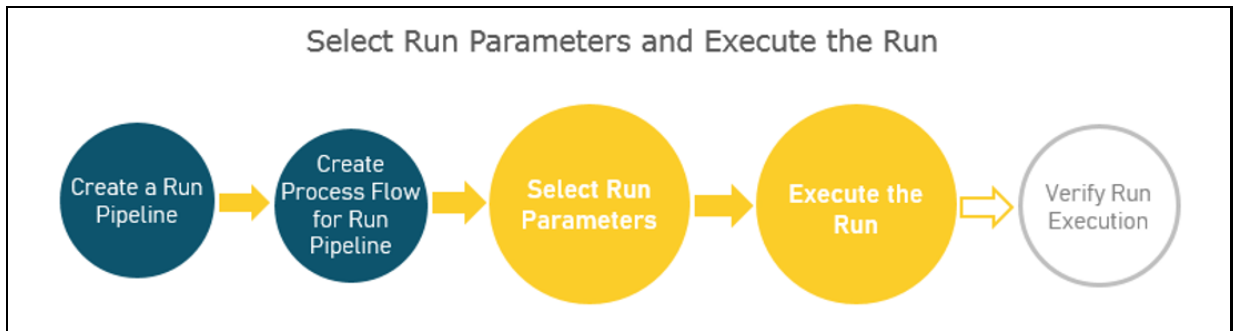 Select Run Parameters and Execute the Run
Create a Run
Pipeline
Create
Process Flow
for Run
Pipeline
Select Run
Parameters
Execute the
Run
Verify Run
Execution